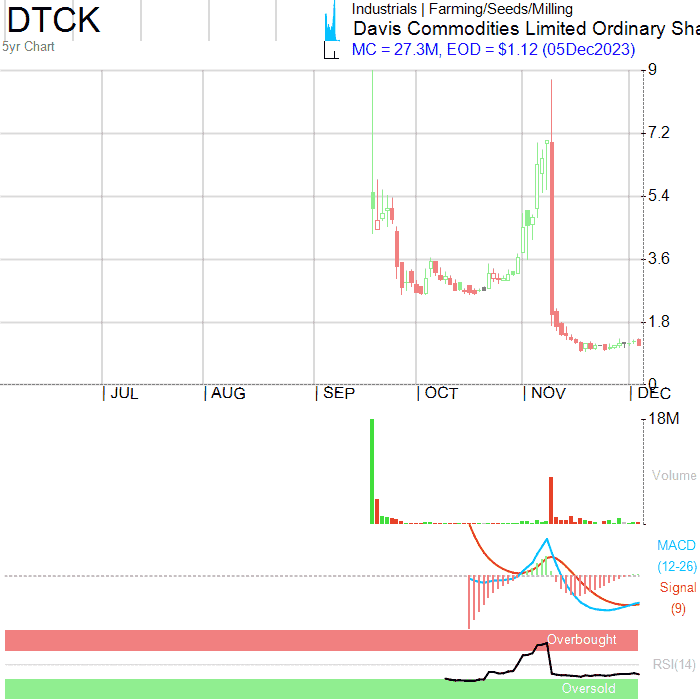 DTCK
5yr Chart
Industrials | Farming/Seeds/Milling
Davis Commodities Limited Ordinary Sha
MC = 27.3M, EOD = $1.12 (05Dec2023)
9
7.2
5.4
3.6
1.8
0
| JUL | AUG | SEP | OCT | NOV | DEC
18M
Volume
MACD
(12-26)
Signal
(9)
Overbought
RSI(14)
Oversold